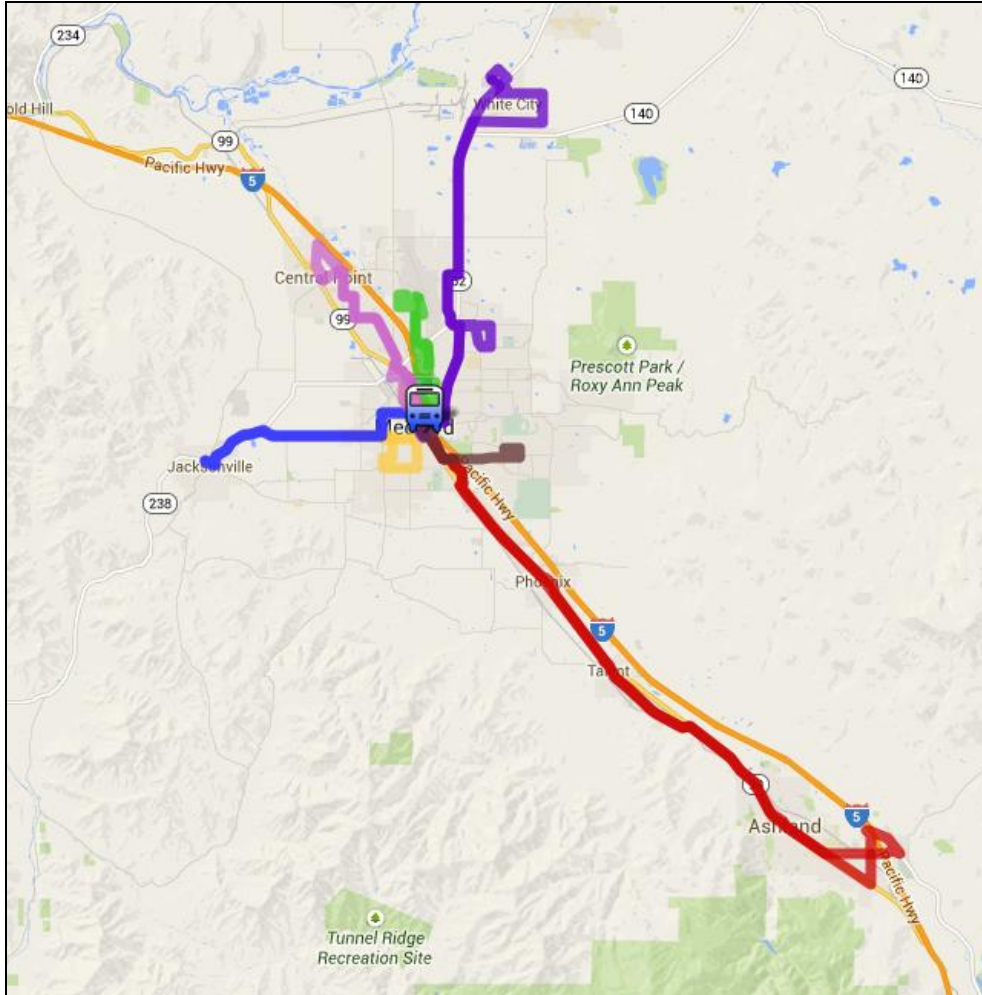 234
140
old Hill
White City
140
99
Pacific Hwy
5
Central Point
99
Prescott Park /
Roxy Ann Peak
Jacksonville
Pacific Hwy
238
Phoenix
5
Talent
Ashland
5
Pacific Hwy
Tunnel Ridge
Recreation Site